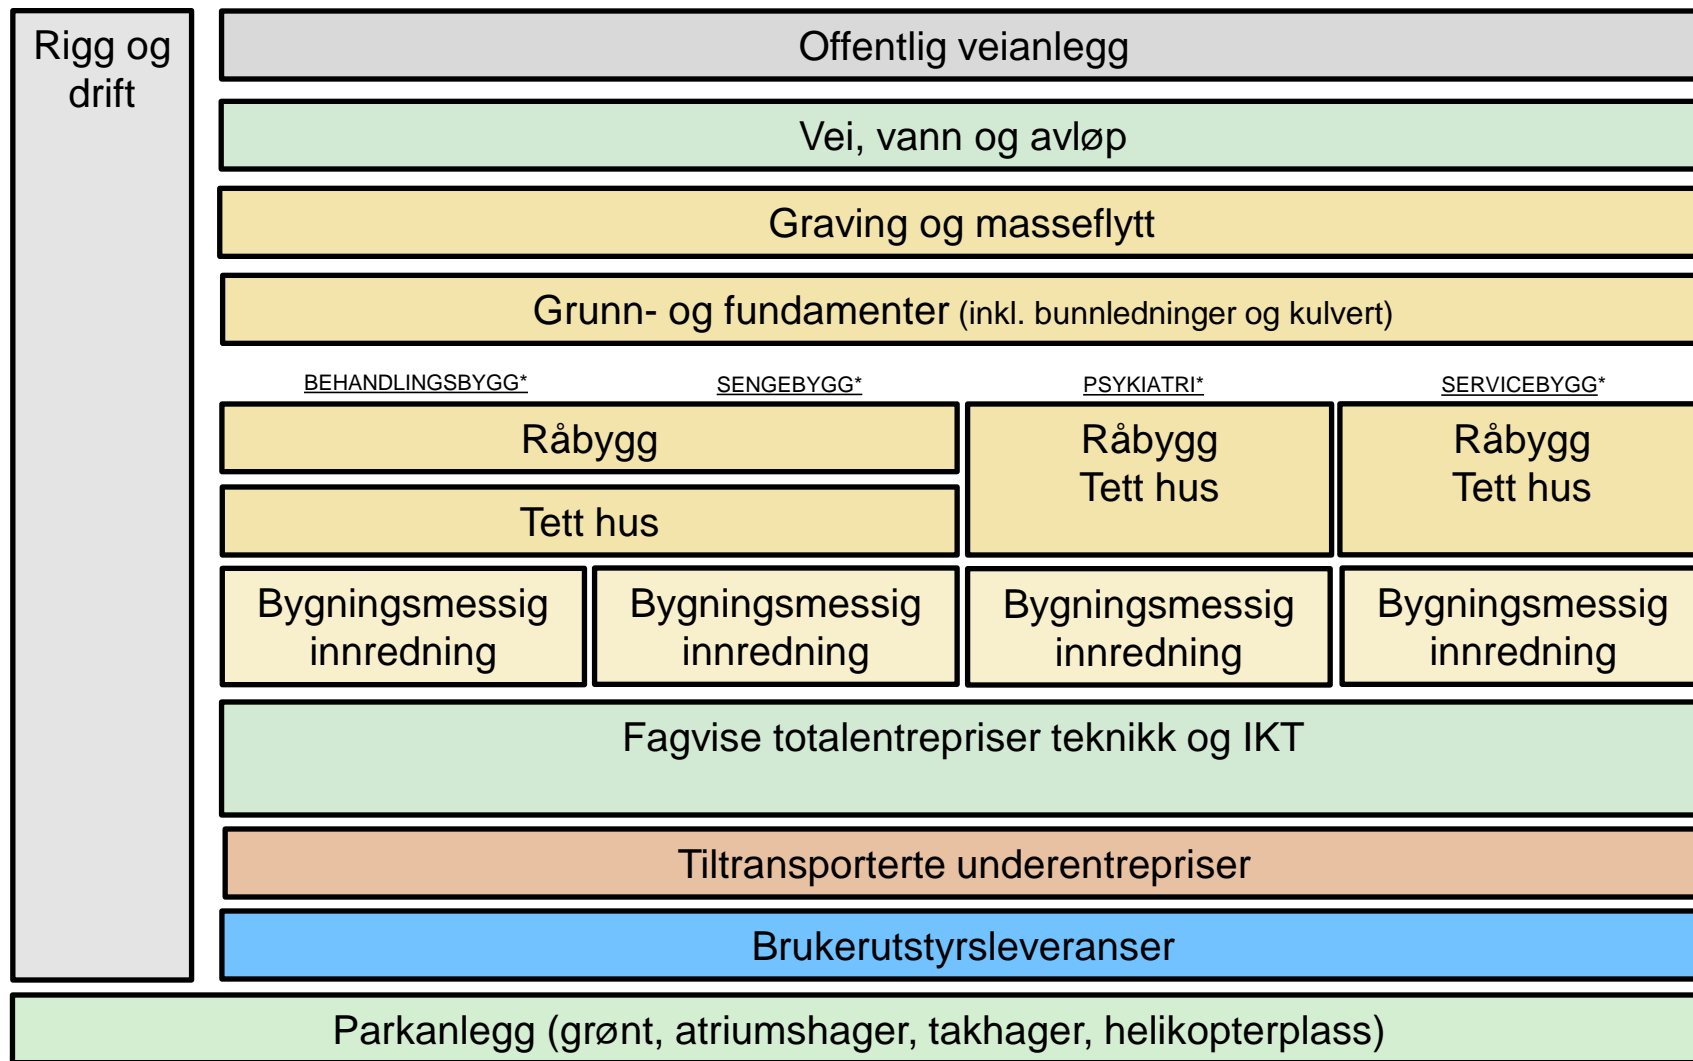 Rigg og
drift
Offentlig veianlegg
Vei, vann og avløp
Graving og masseflytt
Grunn- og fundamenter (inkl. bunnledninger og kulvert)
BEHANDLINGSBYGG*
SENGEBYGG*
PSYKIATRI*
SERVICEBYGG*
Råbygg
Tett hus
Råbygg
Tett hus
Råbygg
Tett hus
Bygningsmessig
innredning
Bygningsmessig
innredning
Bygningsmessig
innredning
Bygningsmessig
innredning
Fagvise totalentrepriser teknikk og IKT
Tiltransporterte underentrepriser
Brukerutstyrsleveranser
Parkanlegg (grønt, atriumshager, takhager, helikopterplass)